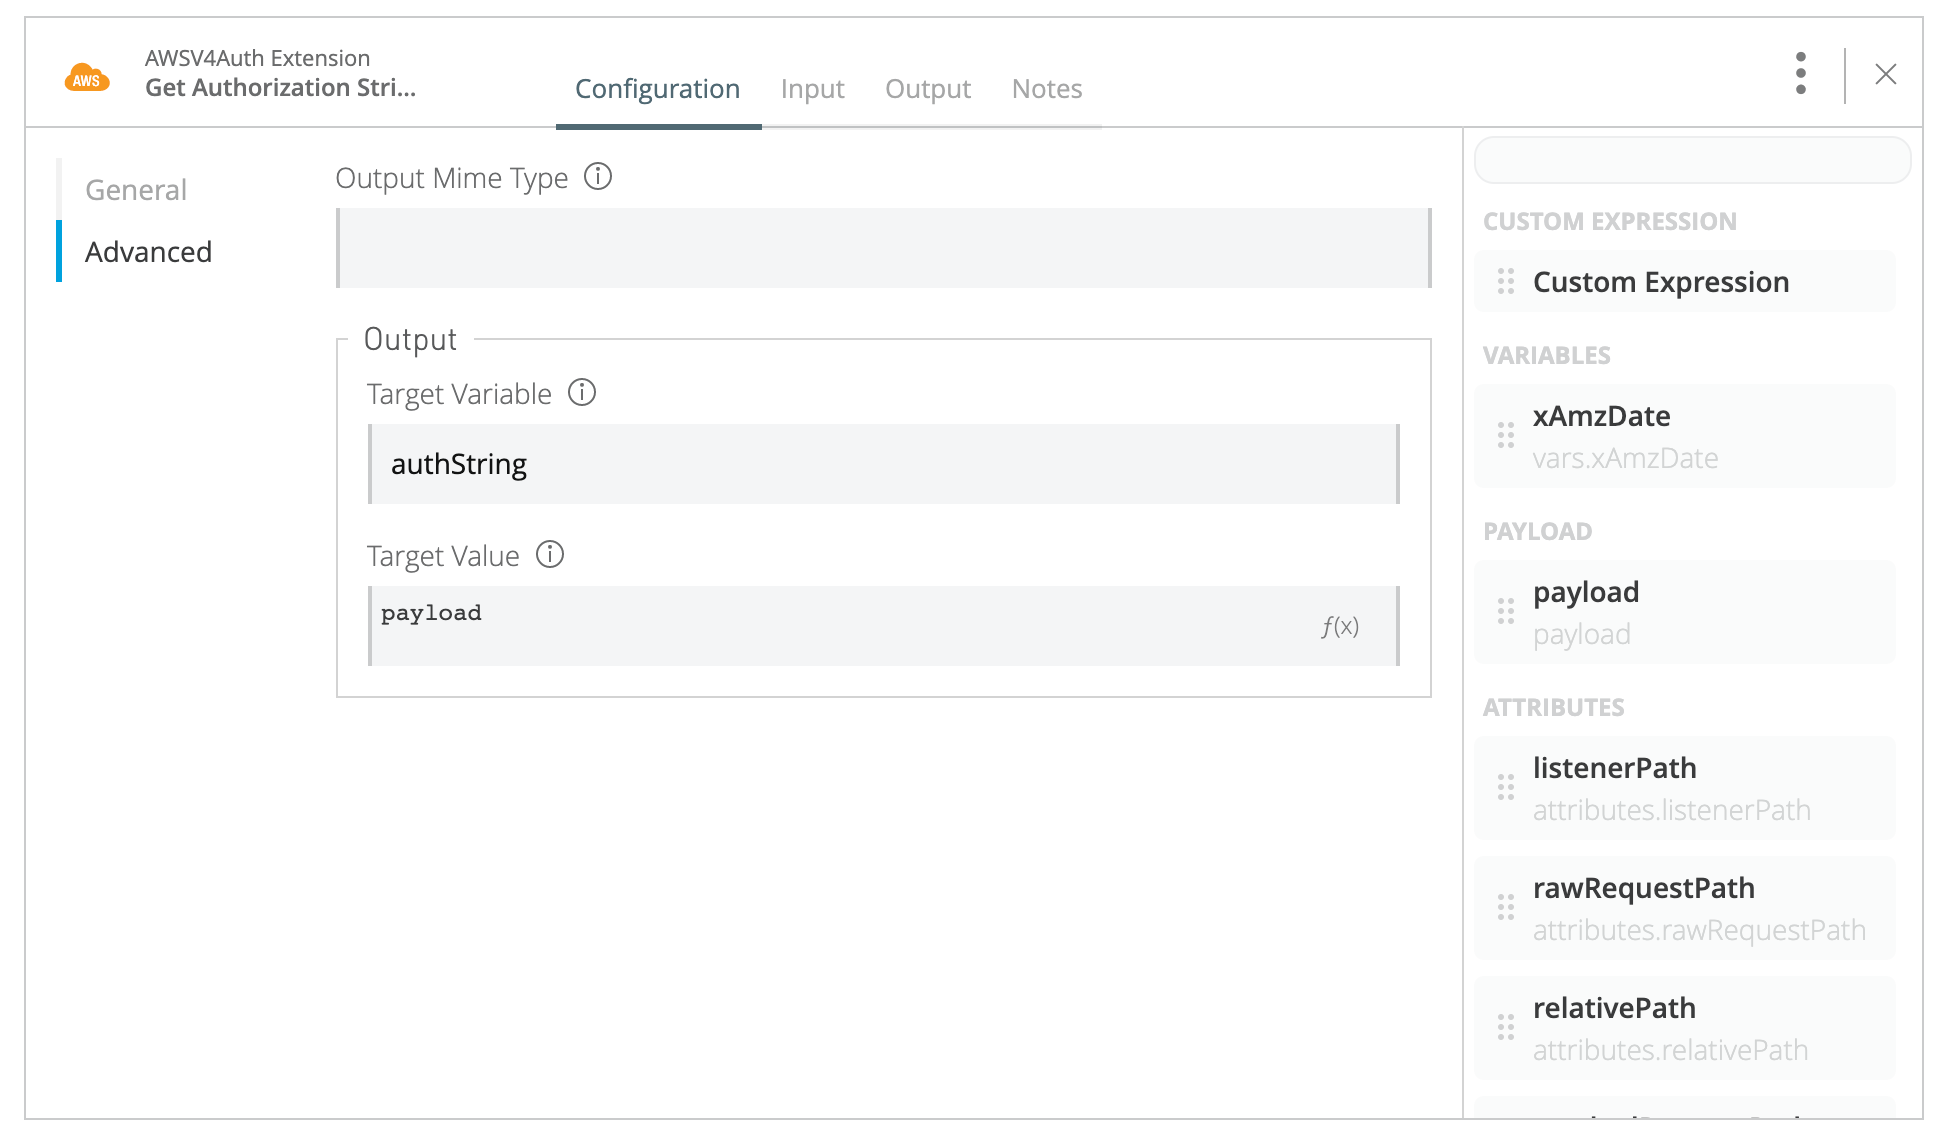 AWS
AWSV4Auth Extension
Get Authorization Stri...
Configuration
Input
Output
Notes
General
Advanced
Output Mime Type
Output
Target Variable
authString
Target Value
payload
f(x)
CUSTOM EXPRESSION
Custom Expression
VARIABLES
xAmzDate
vars.xAmzDate
PAYLOAD
payload
payload
ATTRIBUTES
listenerPath
attributes.listenerPath
rawRequestPath
attributes.rawRequestPath
relativePath
attributes.relativePath